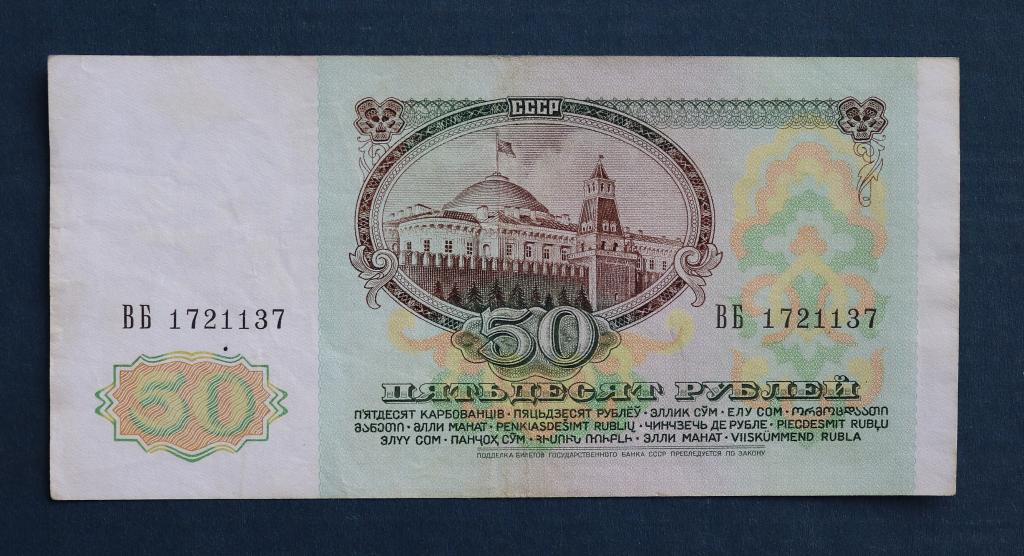 СССР
ВБ 1721137
ВБ 1721137
50
50
ПЯТЬДЕСЯТ РУБЛЕЙ
П'ЯТДЕСЯТ КАРБОВАНЦІВ · ПЯЦЬДЗЕСЯТ РУБЛЁЎ · ЭЛЛИК СЎМ · ЕЛУ СОМ · ᲝᲠᲛᲝᲪᲓᲐᲐᲗᲘ
ᲛᲐᲜᲔᲗᲘ · ӘЛЛИ МАНАТ · PENKIASDEŠIMT RUBLIŲ · ЧИНЧЗЕЧЬ ДЕ РУБЛЕ · PIECDESMIT RUBĻU
ЭЛҮҮ СОМ · ПАНҶОҲ СӮМ · ՀԻՍՈՒՆ ՌՈՒԲԼԻ · ЭЛЛИ МАНАТ · VIISKÜMMEND RUBLA
ПОДДЕЛКА БИЛЕТОВ ГОСУДАРСТВЕННОГО БАНКА СССР ПРЕСЛЕДУЕТСЯ ПО ЗАКОНУ